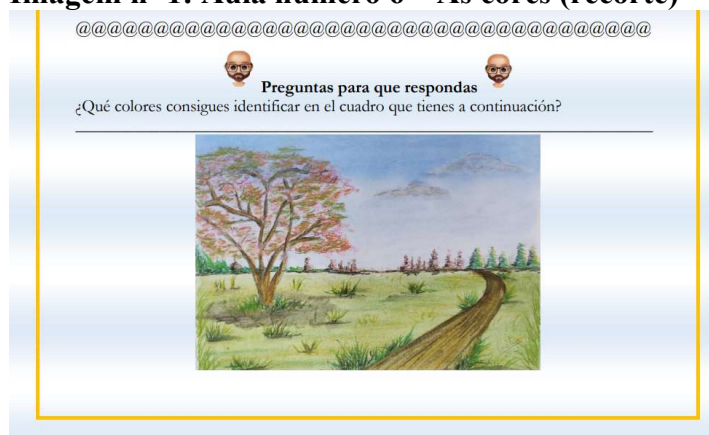 Imagem nº 1: Aula número – As cores (recorte)
@@@@@@@@@@@@@@@@@@@@@@@@@@@@@@@@@@@@@
Preguntas para que respondas
¿Qué colores consigues identificar en el cuadro que tienes a continuación?